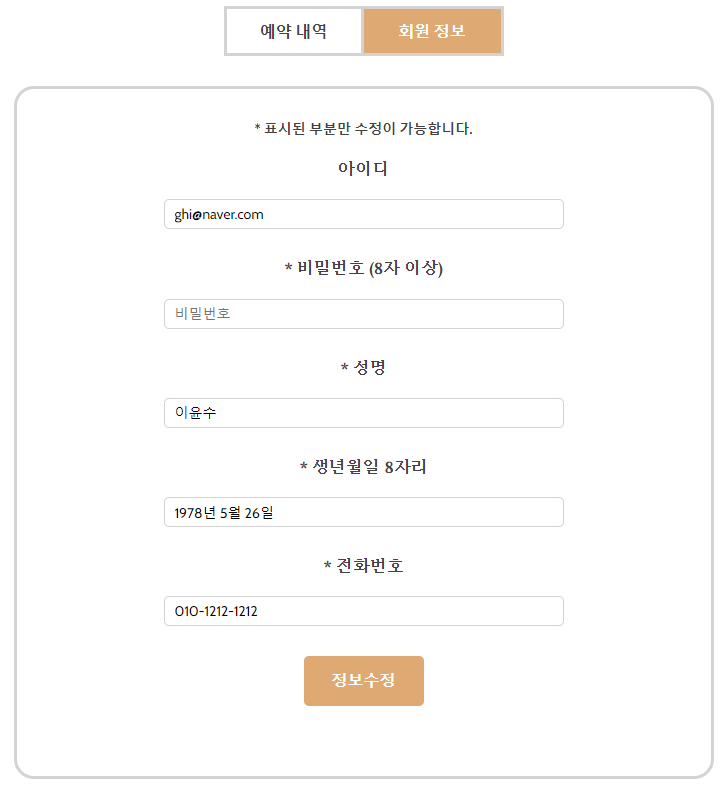 예약 내역 회원 정보
* 표시된 부분만 수정이 가능합니다.
아이디
ghi@naver.com
* 비밀번호 (8자 이상)
비밀번호
* 성명
이윤수
* 생년월일 8자리
1978년 5월 26일
* 전화번호
010-1212-1212
정보수정